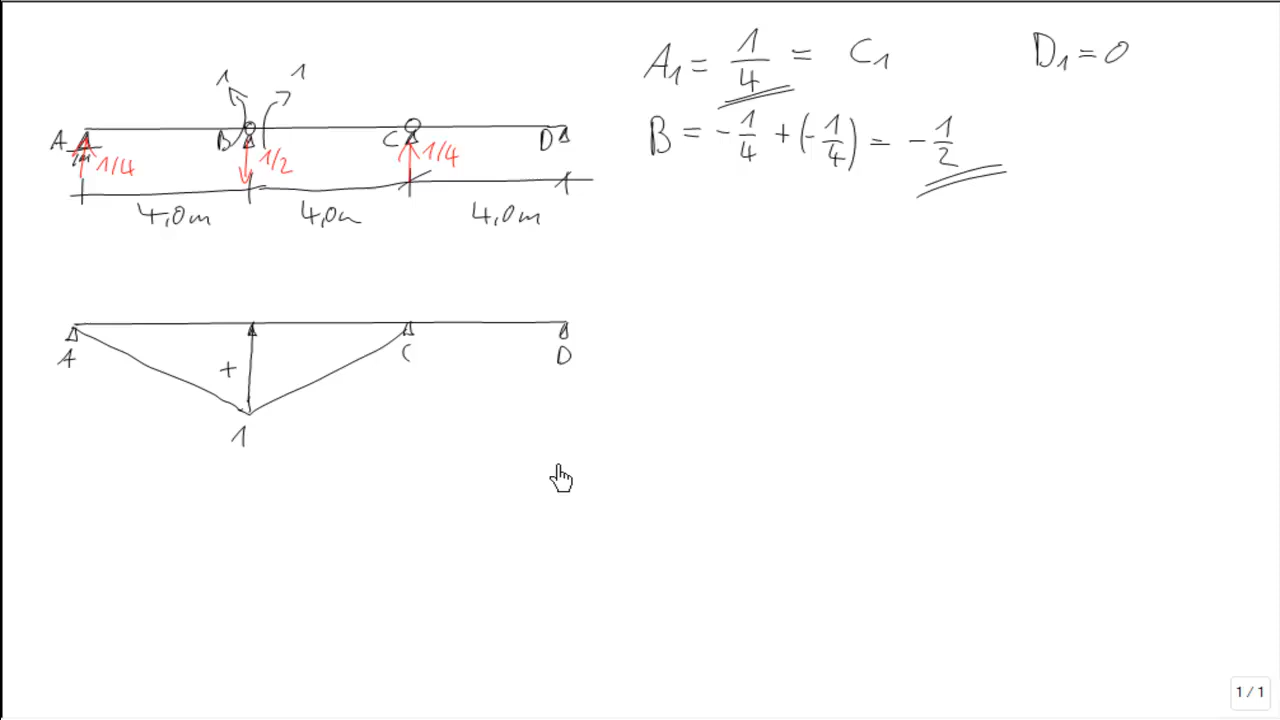 A₁ = 1/4 = C₁ D₁ = 0
B = - 1/4 + (- 1/4) = - 1/2
1 1
A B C D
1/4 1/2 1/4
4,0m 4,0m 4,0m
A C D
+
1
1 / 1